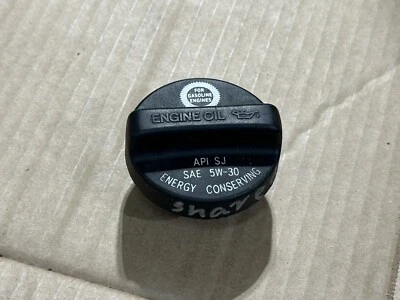 FOR
GASOLINE
ENGINES
ENGINE OIL
API SJ
SAE 5W-30
ENERGY CONSERVING